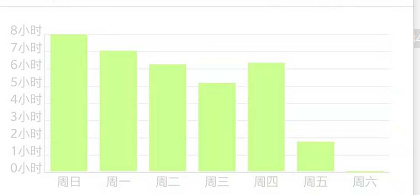 8小时
7小时
6小时
5小时
4小时
3小时
2小时
1小时
0小时
周日 周一 周二 周三 周四 周五 周六